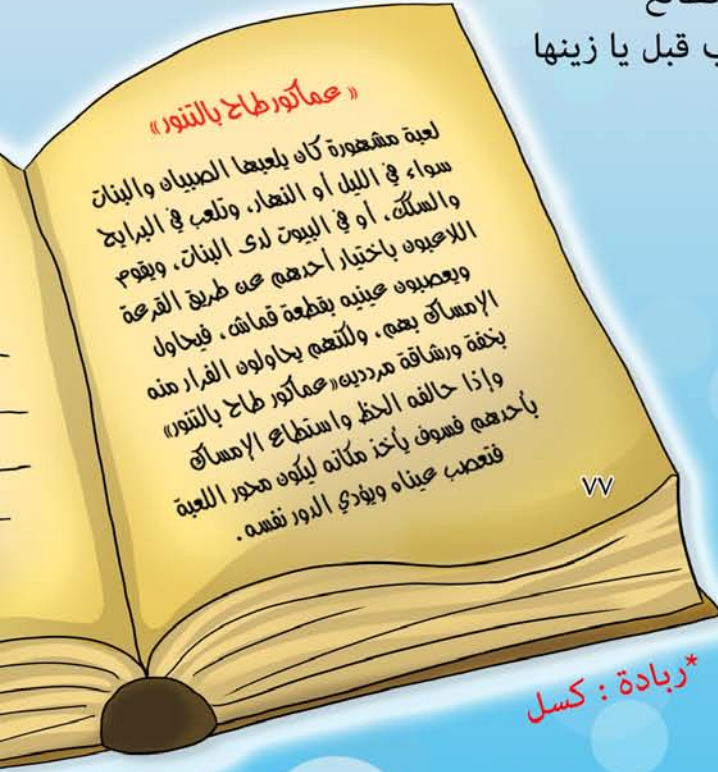 ب قبل يا زينها
« عماكور طاح بالتنور»
لعبة مشهورة كان يلعبها الصبيان والبنات
سواء في الليل أو النهار، وتلعب في البرايح
والسكك، أو في البيوت لدى البنات، ويقوم
اللاعبون باختيار أحدهم عن طريق القرعة
ويعصبون عينيه بقطعة قماش، فيحاول
الإمساك بهم، ولكنهم يحاولون الفرار منه
بخفة ورشاقة مرددين«عماكور طاح بالتنور»
وإذا حالفه الحظ واستطاع الإمساك
بأحدهم فسوف يأخذ مكانه ليكون محور اللعبة
فتعصب عيناه ويؤدي الدور نفسه.
٧٧
*ربادة : كسل